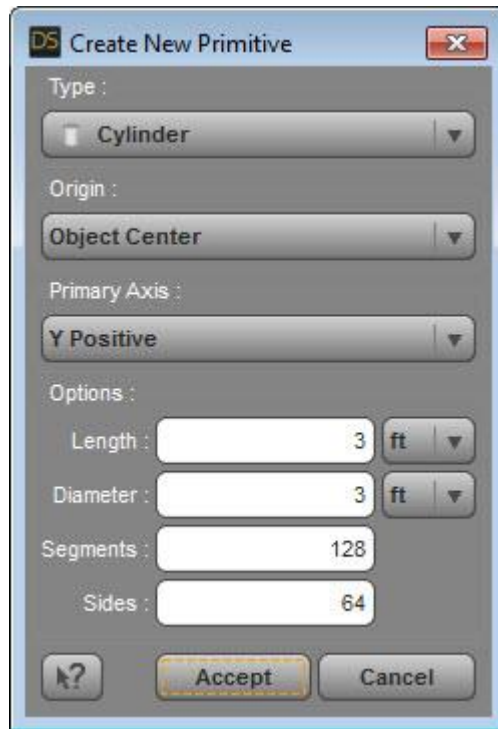 DS Create New Primitive
Type :
Cylinder
Origin :
Object Center
Primary Axis :
Y Positive
Options :
Length : 3 ft
Diameter : 3 ft
Segments : 128
Sides : 64
? Accept Cancel